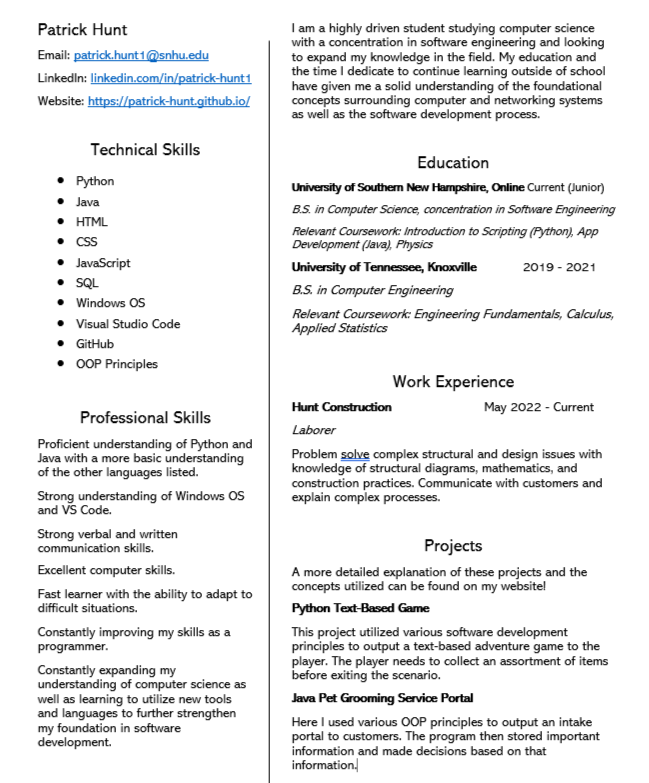 Patrick Hunt
Email: patrick.hunt1@snhu.edu
LinkedIn: linkedin.com/in/patrick-hunt1
Website: https://patrick-hunt.github.io/
Technical Skills
● Python
● Java
● HTML
● CSS
● JavaScript
● SQL
● Windows OS
● Visual Studio Code
● GitHub
● OOP Principles
Professional Skills
Proficient understanding of Python and
Java with a more basic understanding
of the other languages listed.
Strong understanding of Windows OS
and VS Code.
Strong verbal and written
communication skills.
Excellent computer skills.
Fast learner with the ability to adapt to
difficult situations.
Constantly improving my skills as a
programmer.
Constantly expanding my
understanding of computer science as
well as learning to utilize new tools
and languages to further strengthen
my foundation in software
development.
I am a highly driven student studying computer science
with a concentration in software engineering and looking
to expand my knowledge in the field. My education and
the time I dedicate to continue learning outside of school
have given me a solid understanding of the foundational
concepts surrounding computer and networking systems
as well as the software development process.
Education
University of Southern New Hampshire, Online Current (Junior)
B.S. in Computer Science, concentration in Software Engineering
Relevant Coursework: Introduction to Scripting (Python), App
Development (Java), Physics
University of Tennessee, Knoxville 2019 - 2021
B.S. in Computer Engineering
Relevant Coursework: Engineering Fundamentals, Calculus,
Applied Statistics
Work Experience
Hunt Construction May 2022 - Current
Laborer
Problem solve complex structural and design issues with
knowledge of structural diagrams, mathematics, and
construction practices. Communicate with customers and
explain complex processes.
Projects
A more detailed explanation of these projects and the
concepts utilized can be found on my website!
Python Text-Based Game
This project utilized various software development
principles to output a text-based adventure game to the
player. The player needs to collect an assortment of items
before exiting the scenario.
Java Pet Grooming Service Portal
Here I used various OOP principles to output an intake
portal to customers. The program then stored important
information and made decisions based on that
information.